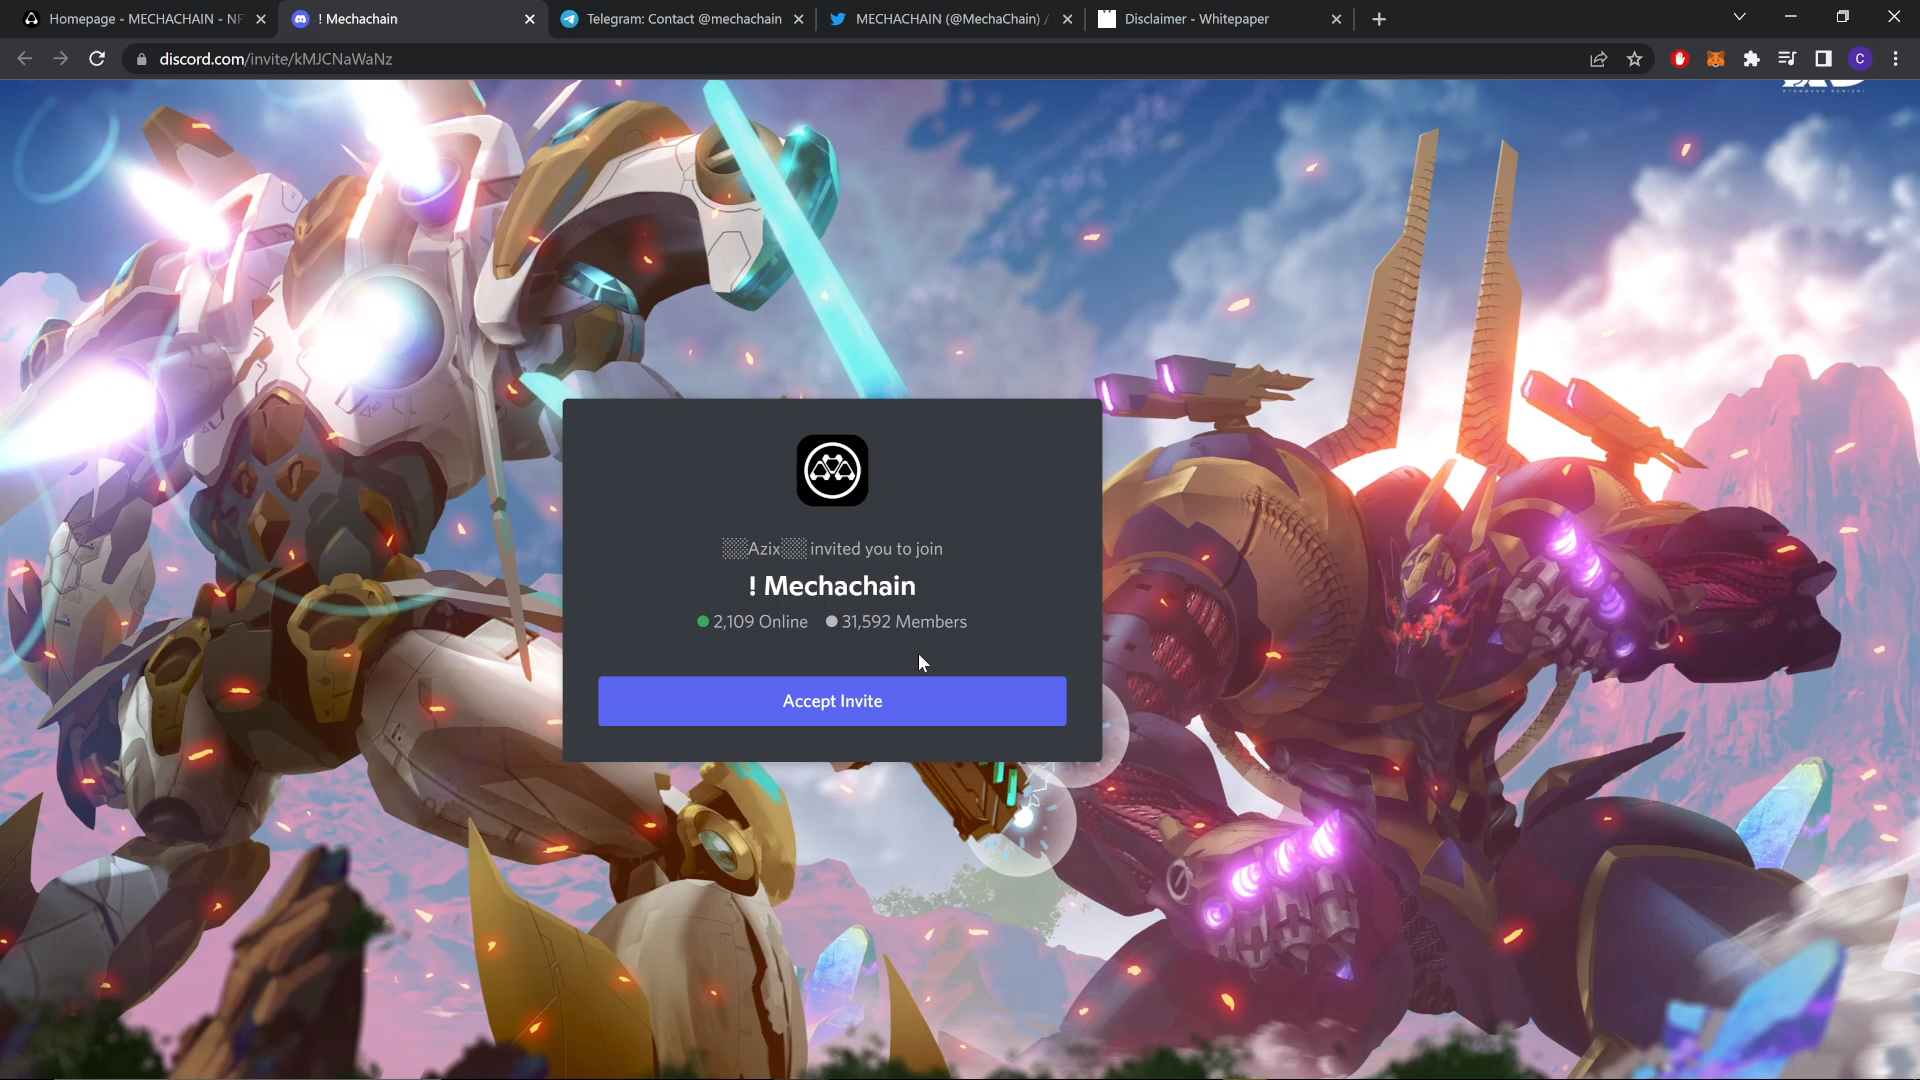 Homepage - MECHACHAIN - NF
! Mechachain
Telegram: Contact @mechachain
MECHACHAIN (@MechaChain) /
Disclaimer - Whitepaper
discord.com/invite/kMJCNaWaNz
C
░░Azix░░ invited you to join
! Mechachain
2,109 Online 31,592 Members
Accept Invite